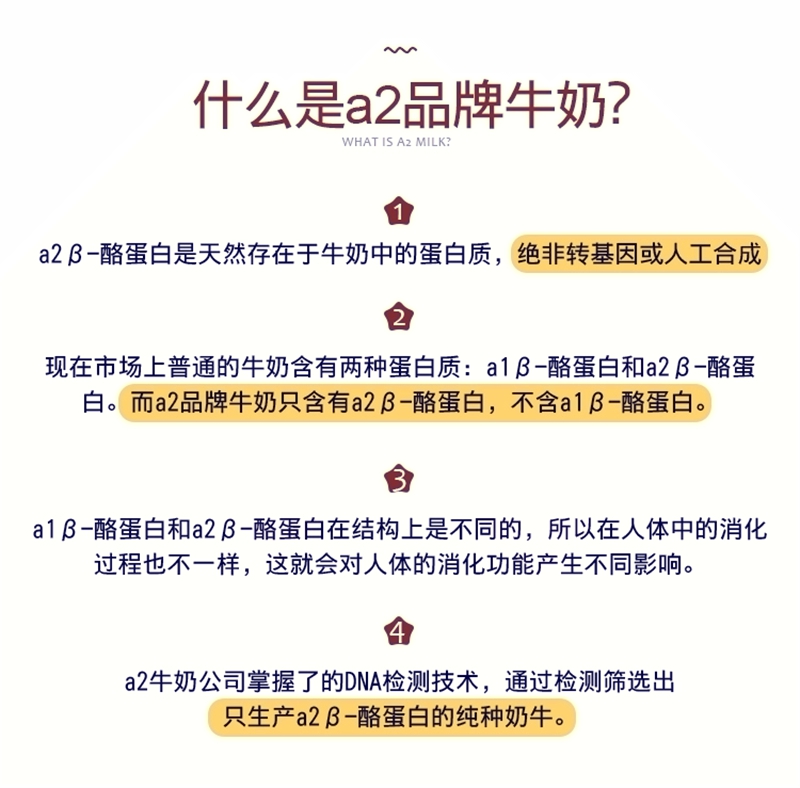 什么是a2品牌牛奶?
WHAT IS A2 MILK?
1
a2β-酪蛋白是天然存在于牛奶中的蛋白质，绝非转基因或人工合成
2
现在市场上普通的牛奶含有两种蛋白质：a1β-酪蛋白和a2β-酪蛋
白。而a2品牌牛奶只含有a2β-酪蛋白，不含a1β-酪蛋白。
3
a1β-酪蛋白和a2β-酪蛋白在结构上是不同的，所以在人体中的消化
过程也不一样，这就会对人体的消化功能产生不同影响。
4
a2牛奶公司掌握了的DNA检测技术，通过检测筛选出
只生产a2β-酪蛋白的纯种奶牛。